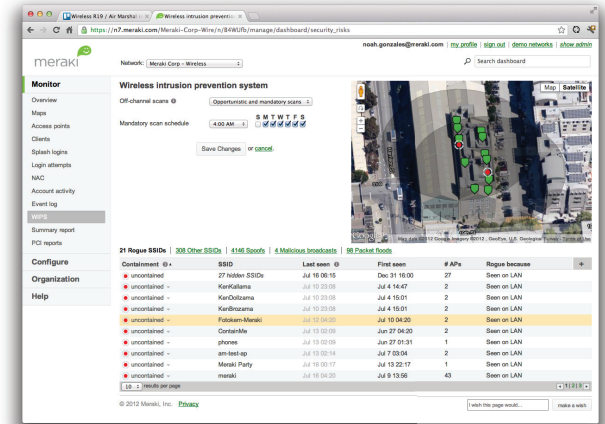 Wireless R19 / Air Marshal
Wireless intrusion prevention
https://n7.meraki.com/Meraki-Corp-Wire/n/84WUfb/manage/dashboard/security_risks
noah.gonzales@meraki.com | my profile | sign out | demo networks | show admin
meraki
Network: Meraki Corp - Wireless
Search dashboard
Monitor
Overview
Maps
Access points
Clients
Splash logins
Login attempts
NAC
Account activity
Event log
WIPS
Summary report
PCI reports
Configure
Organization
Help
Wireless intrusion prevention system
Off-channel scans Opportunistic and mandatory scans
S M T W T F S
Mandatory scan schedule 4:00 AM
Save Changes or cancel.
Map Satellite
21 Rogue SSIDs | 308 Other SSIDs | 4146 Spoofs | 4 Malicious broadcasts | 98 Packet floods
Containment SSID Last seen First seen # APs Rogue because +
uncontained 27 hidden SSIDs Jul 16 06:15 Dec 31 16:00 27 Seen on LAN
uncontained KenKallama Jul 10 23:08 Jul 4 14:47 2 Seen on LAN
uncontained KenDollzama Jul 10 23:08 Jul 4 15:01 2 Seen on LAN
uncontained KenBrozama Jul 10 23:08 Jul 4 15:01 2 Seen on LAN
uncontained Fotokem-Meraki Jul 12 04:20 Jul 10 04:20 2 Seen on LAN
uncontained ContainMe Jul 13 02:09 Jun 27 04:20 2 Seen on LAN
uncontained phones Jul 13 02:09 Jun 27 01:31 1 Seen on LAN
uncontained am-test-ap Jul 13 02:14 Jul 7 03:04 2 Seen on LAN
uncontained Meraki Party Jul 16 00:17 Jul 13 22:17 1 Seen on LAN
uncontained meraki Jul 16 04:20 Jul 9 13:56 43 Seen on LAN
10 results per page
1 | 2 | 3
© 2012 Meraki, Inc. Privacy
I wish this page would...
make a wish